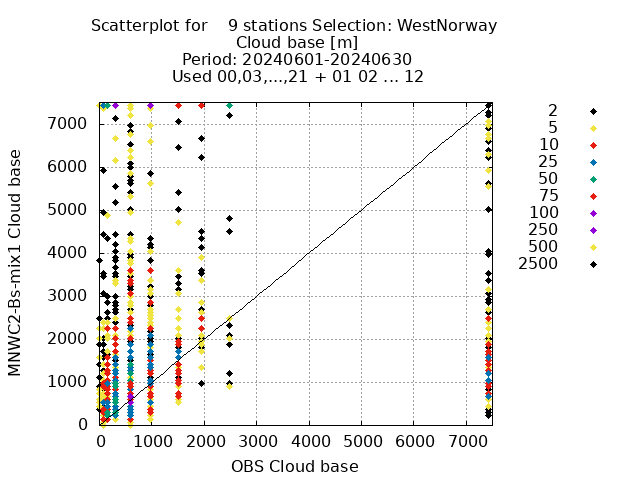 Scatterplot for 9 stations Selection: WestNorway
Cloud base [m]
Period: 20240601-20240630
Used 00,03,...,21 + 01 02 ... 12
MNWC2-Bs-mix1 Cloud base
7000
6000
5000
4000
3000
2000
1000
0
0 1000 2000 3000 4000 5000 6000 7000
OBS Cloud base
2
5
10
25
50
75
100
250
500
2500